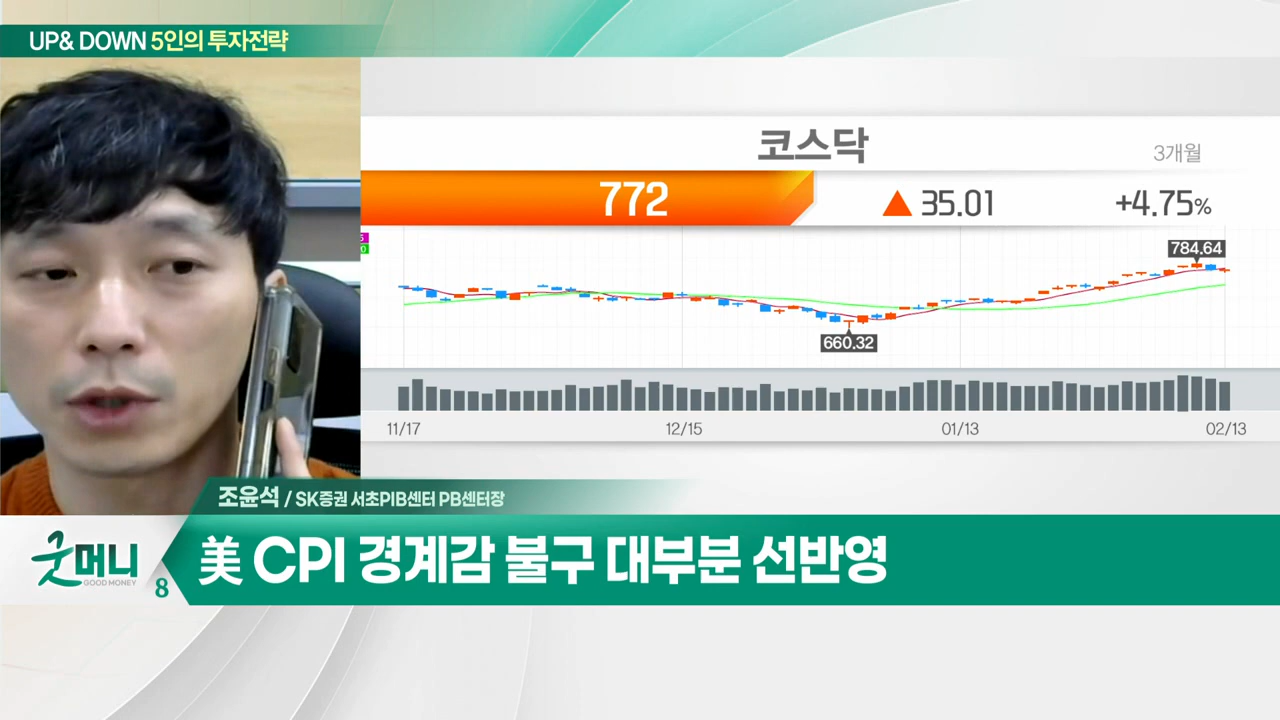 UP& DOWN 5인의 투자전략
코스닥
3개월
772 ▲ 35.01 +4.75%
784.64
660.32
11/17 12/15 01/13 02/13
조윤석 / SK증권 서초PIB센터 PB센터장
굿머니
GOOD MONEY
8
美 CPI 경계감 불구 대부분 선반영